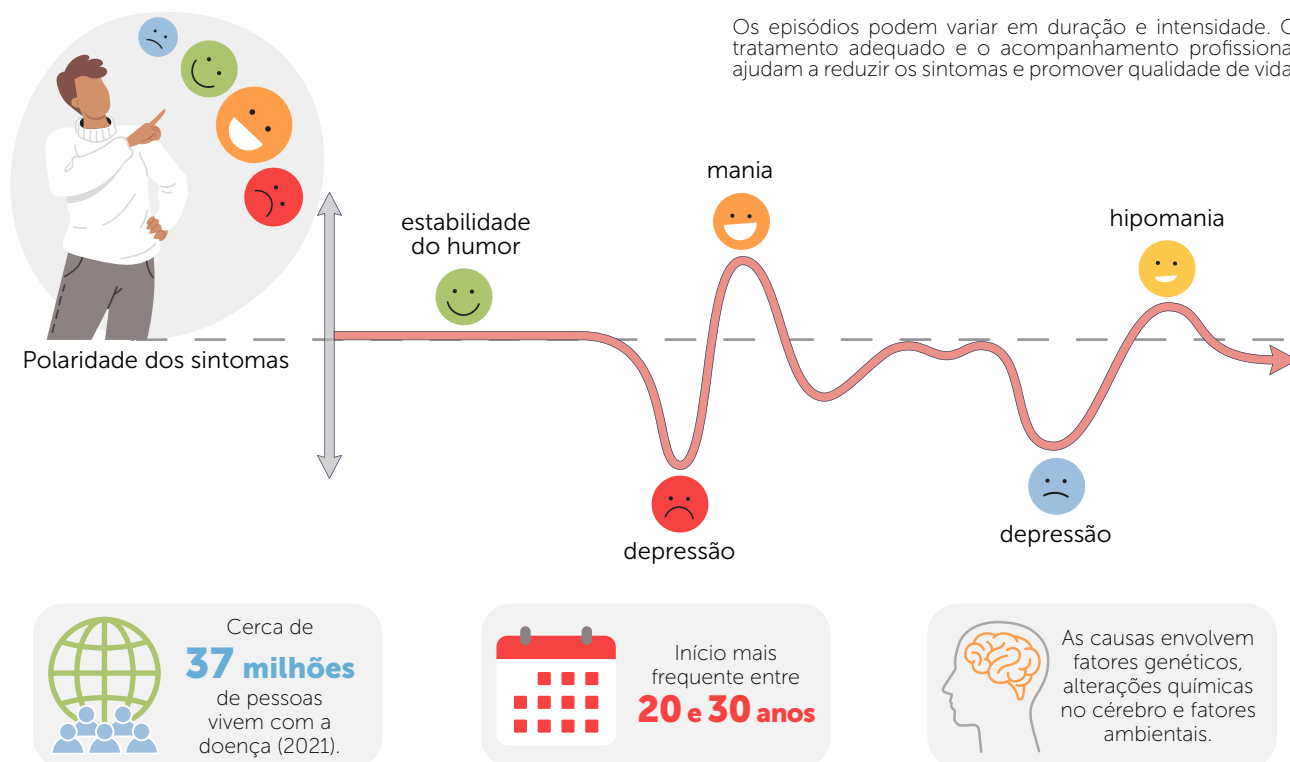 Os episódios podem variar em duração e intensidade.
tratamento adequado e o acompanhamento
ajudam a reduzir os sintomas e promover qualidade de vida
mania
estabilidade
do humor
hipomania
Polaridade dos sintomas
depressão
depressão
Cerca de
37 milhões
de pessoas
vivem com a
doença (2021).
Início mais
frequente entre
20 e 30 anos
As causas envolvem
fatores genéticos,
alterações químicas
no cérebro e fatores
ambientais.